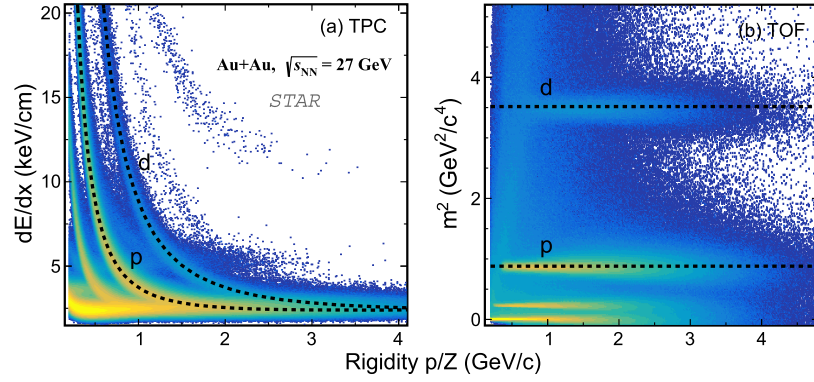 (a) TPC
Au+Au, √s_NN = 27 GeV
STAR
d
p
dE/dx (keV/cm)
20
15
10
5
1
2
3
4
(b) TOF
d
p
m² (GeV²/c⁴)
4
2
0
1
2
3
4
Rigidity p/Z (GeV/c)